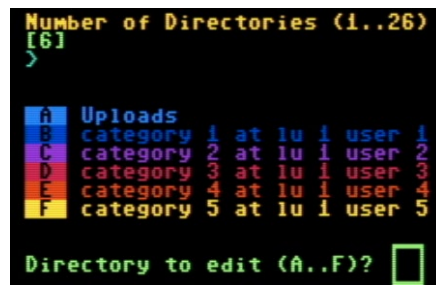 Number of Directories (1..26)
[6]
>
A Uploads
B category 1 at lu 1 user 1
C category 2 at lu 1 user 2
D category 3 at lu 1 user 3
E category 4 at lu 1 user 4
F category 5 at lu 1 user 5
Directory to edit (A..F)?